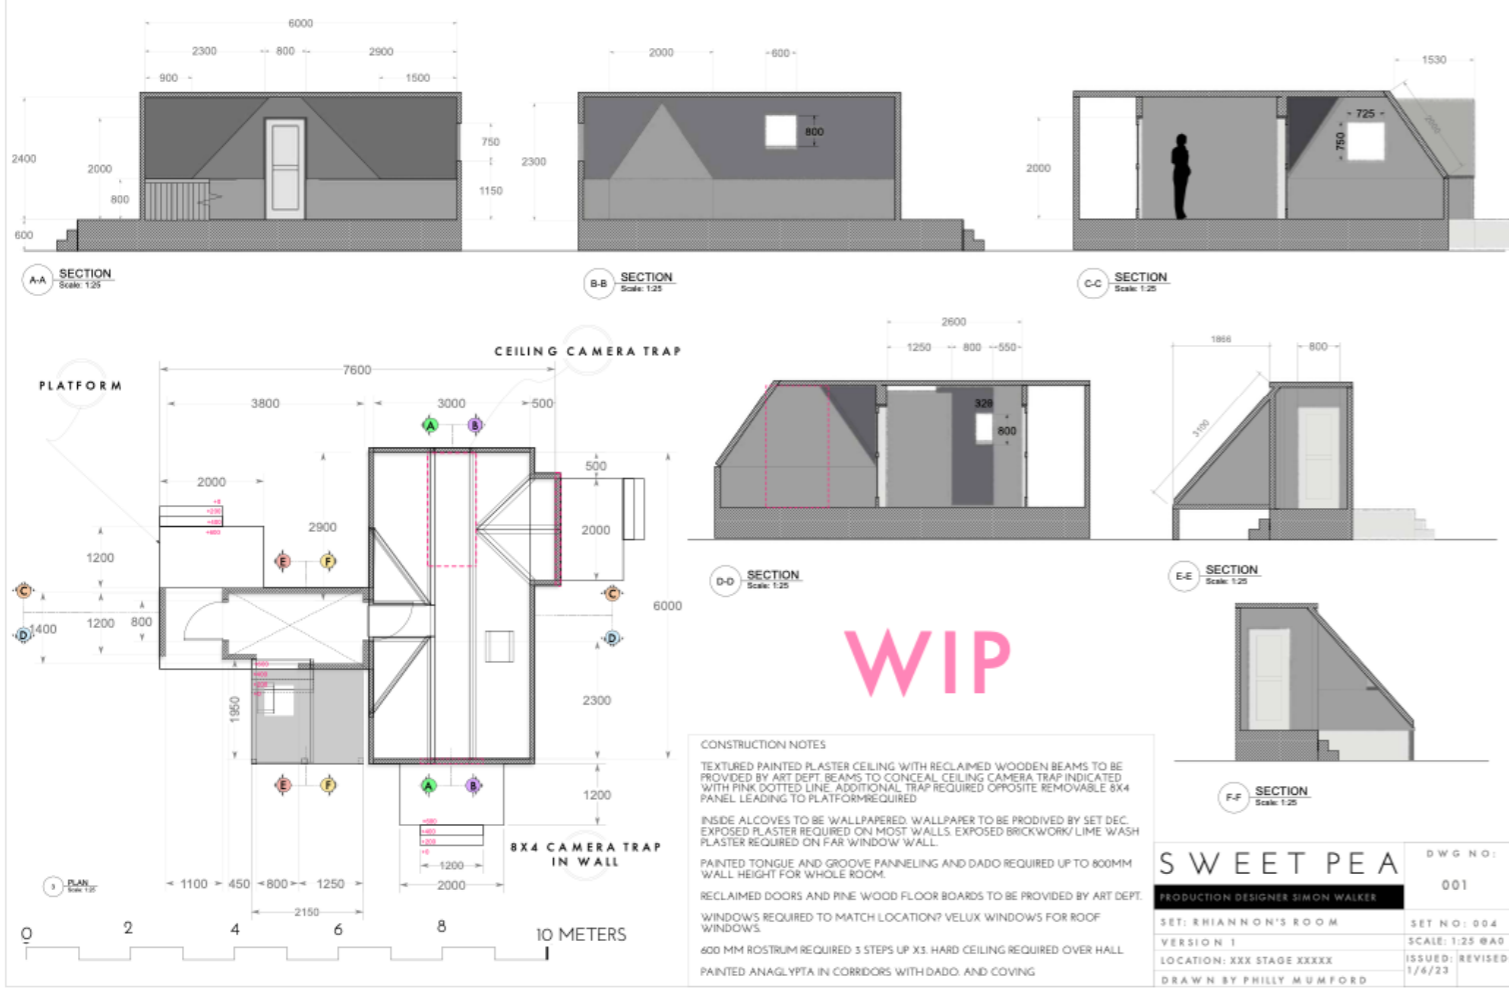 6000
2300
800
2900
900
1500
2400
2000
800
600
750
1150
A-A
SECTION
Scale: 1:25
2000
600
800
2300
B-B
SECTION
Scale: 1:25
1530
725
750
2000
C-C
SECTION
Scale: 1:25
CEILING CAMERA TRAP
PLATFORM
7600
3800
3000
500
A
B
2000
500
2900
2000
1200
E
F
C
C
D
D
1400
1200
800
6000
1950
2300
E
F
A
B
1200
8X4 CAMERA TRAP
IN WALL
1200
2000
3
PLAN
Scale: 1:25
1100
450
800
1250
2150
0
2
4
6
8
10 METERS
2600
1250
800
550
328
800
D-D
SECTION
Scale: 1:25
1866
800
3100
E-E
SECTION
Scale: 1:25
F-F
SECTION
Scale: 1:25
WIP
CONSTRUCTION NOTES
TEXTURED PAINTED PLASTER CEILING WITH RECLAIMED WOODEN BEAMS TO BE
PROVIDED BY ART DEPT. BEAMS TO CONCEAL CEILING CAMERA TRAP INDICATED
WITH PINK DOTTED LINE. ADDITIONAL TRAP REQUIRED OPPOSITE REMOVABLE 8X4
PANEL LEADING TO PLATFORMREQUIRED
INSIDE ALCOVES TO BE WALLPAPERED. WALLPAPER TO BE PRODIVED BY SET DEC.
EXPOSED PLASTER REQUIRED ON MOST WALLS. EXPOSED BRICKWORK/ LIME WASH
PLASTER REQUIRED ON FAR WINDOW WALL.
PAINTED TONGUE AND GROOVE PANNELING AND DADO REQUIRED UP TO 800MM
WALL HEIGHT FOR WHOLE ROOM.
RECLAIMED DOORS AND PINE WOOD FLOOR BOARDS TO BE PROVIDED BY ART DEPT.
WINDOWS REQUIRED TO MATCH LOCATION? VELUX WINDOWS FOR ROOF
WINDOWS.
600 MM ROSTRUM REQUIRED 3 STEPS UP X3. HARD CEILING REQUIRED OVER HALL
PAINTED ANAGLYPTA IN CORRIDORS WITH DADO. AND COVING
SWEET PEA
PRODUCTION DESIGNER SIMON WALKER
SET: RHIANNON'S ROOM
VERSION 1
LOCATION: XXX STAGE XXXXX
DRAWN BY PHILLY MUMFORD
DWG NO:
001
SET NO: 004
SCALE: 1:25 @A0
ISSUED: REVISED
1/6/23